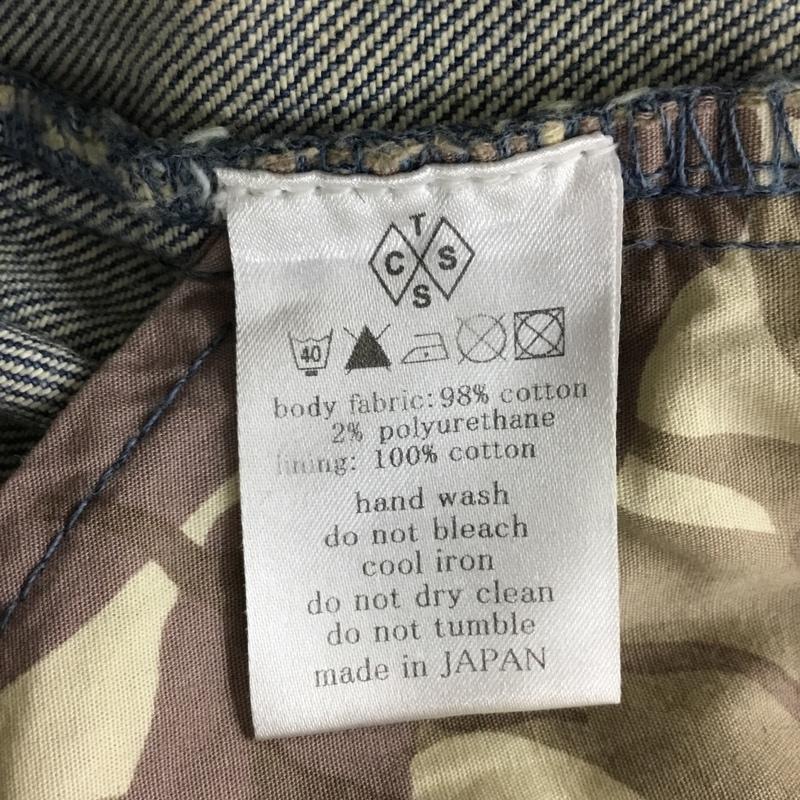 T
C S
S
40
body fabric: 98% cotton
2% polyurethane
lining: 100% cotton
hand wash
do not bleach
cool iron
do not dry clean
do not tumble
made in JAPAN